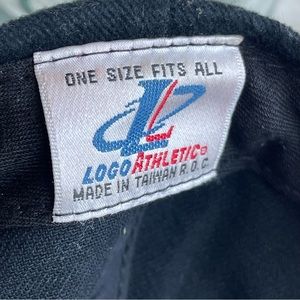 ONE SIZE FITS ALL
LOGO ATHLETIC®
MADE IN TAIWAN R.O.C